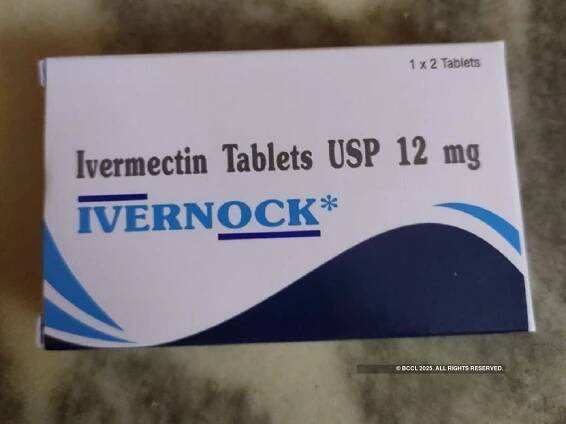 1 x 2 Tablets
Ivermectin Tablets USP 12 mg
IVERNOCK*
© BCCL 2025. ALL RIGHTS RESERVED.